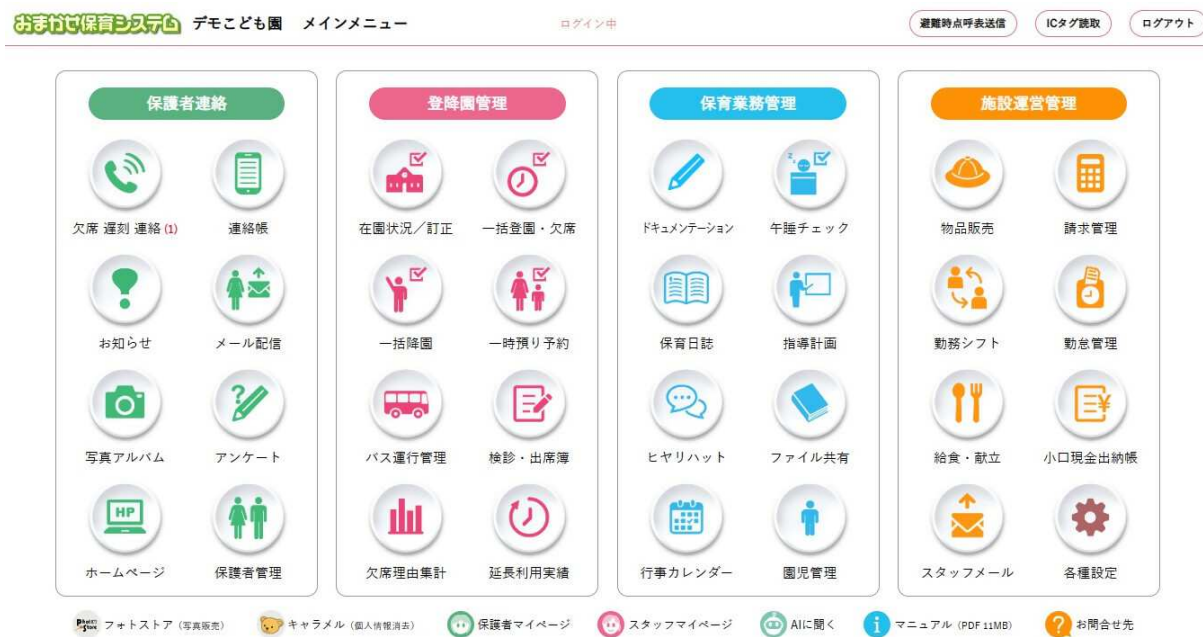 おまかせ保育システム デモこども園 メインメニュー ログイン中 避難時点呼表送信 ICタグ読取 ログアウト
保護者連絡 登降園管理 保育業務管理 施設運営管理
欠席 遅刻 連絡 (1) 連絡帳 在園状況／訂正 一括登園・欠席 ドキュメンテーション 午睡チェック 物品販売 請求管理
お知らせ メール配信 一括降園 一時預り予約 保育日誌 指導計画 勤務シフト 勤怠管理
写真アルバム アンケート バス運行管理 検診・出席簿 ヒヤリハット ファイル共有 給食・献立 小口現金出納帳
HP
ホームページ 保護者管理 欠席理由集計 延長利用実績 行事カレンダー 園児管理 スタッフメール 各種設定
Photo Store フォトストア (写真販売) キャラメル (個人情報消去) 保護者マイページ スタッフマイページ AIに聞く マニュアル (PDF 11MB) お問合せ先